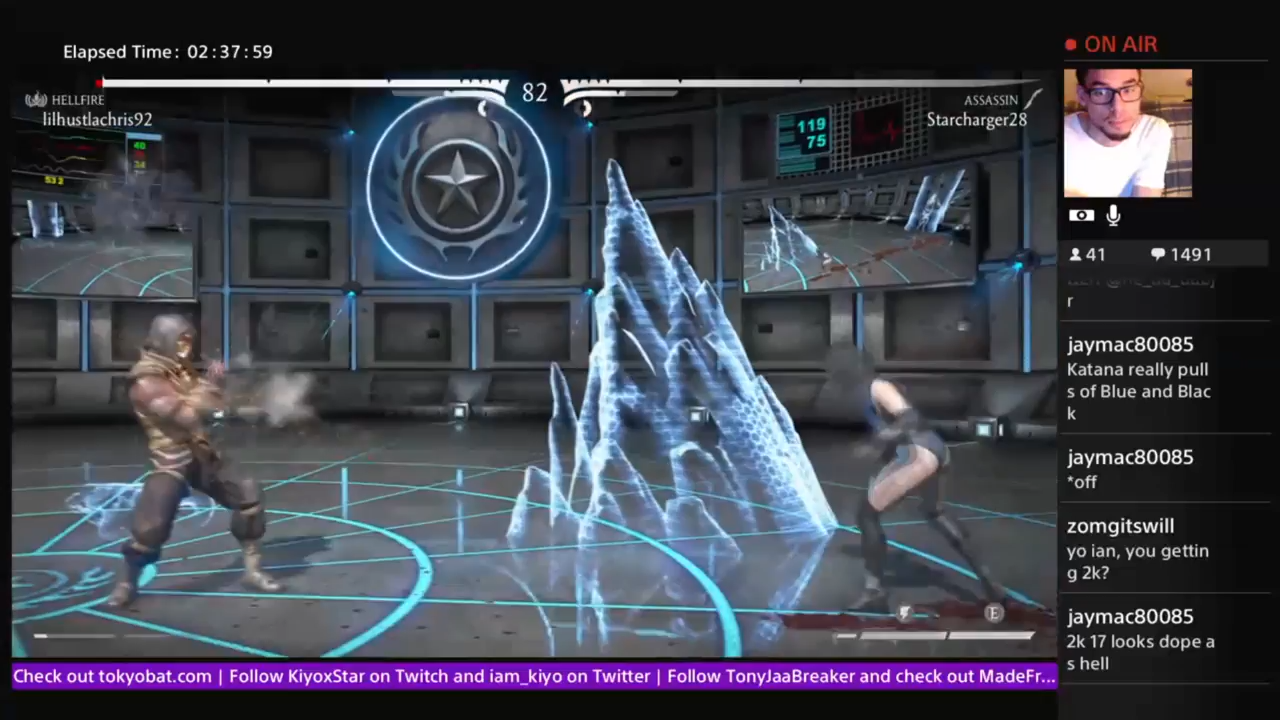 Elapsed Time: 02:37:59
ON AIR
HELLFIRE
lilhustlachris92
82
ASSASSIN
Starcharger28
40
119
75
41 1491
r
jaymac80085
Katana really pull
s of Blue and Blac
k
jaymac80085
*off
zomgitswill
yo ian, you gettin
g 2k?
jaymac80085
2k 17 looks dope a
s hell
E
Check out tokyobat.com | Follow KiyoxStar on Twitch and iam_kiyo on Twitter | Follow TonyJaaBreaker and check out MadeFr...